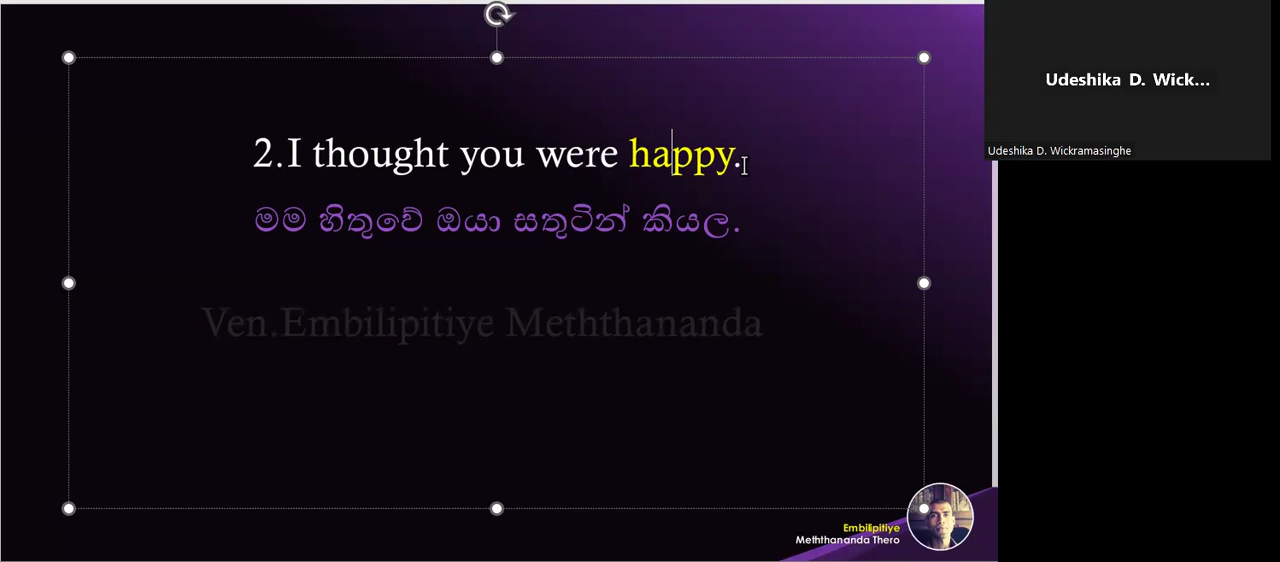 2.I thought you were happy.
මම හිතුවේ ඔයා සතුටින් කියල.
Ven.Embilipitiye Meththananda
Embilipitiye
Meththananda Thero
Udeshika D. Wick...
Udeshika D. Wickramasinghe